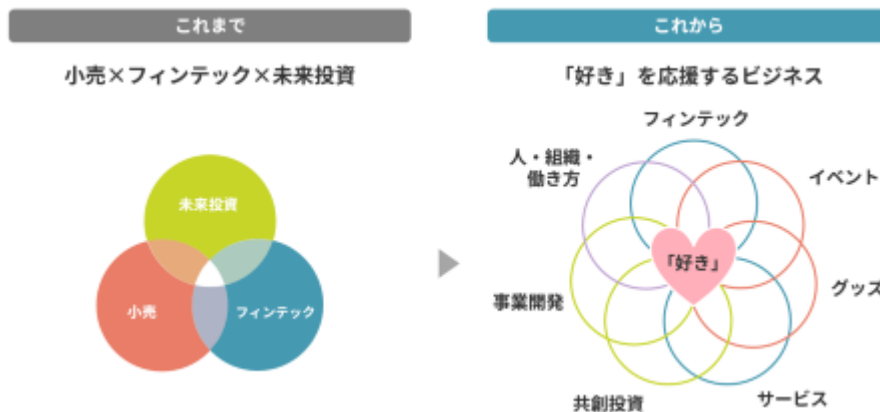 これまで
小売×フィンテック×未来投資
未来投資
小売
フィンテック
これから
「好き」を応援するビジネス
フィンテック
人・組織・
働き方
イベント
「好き」
事業開発
グッズ
共創投資
サービス